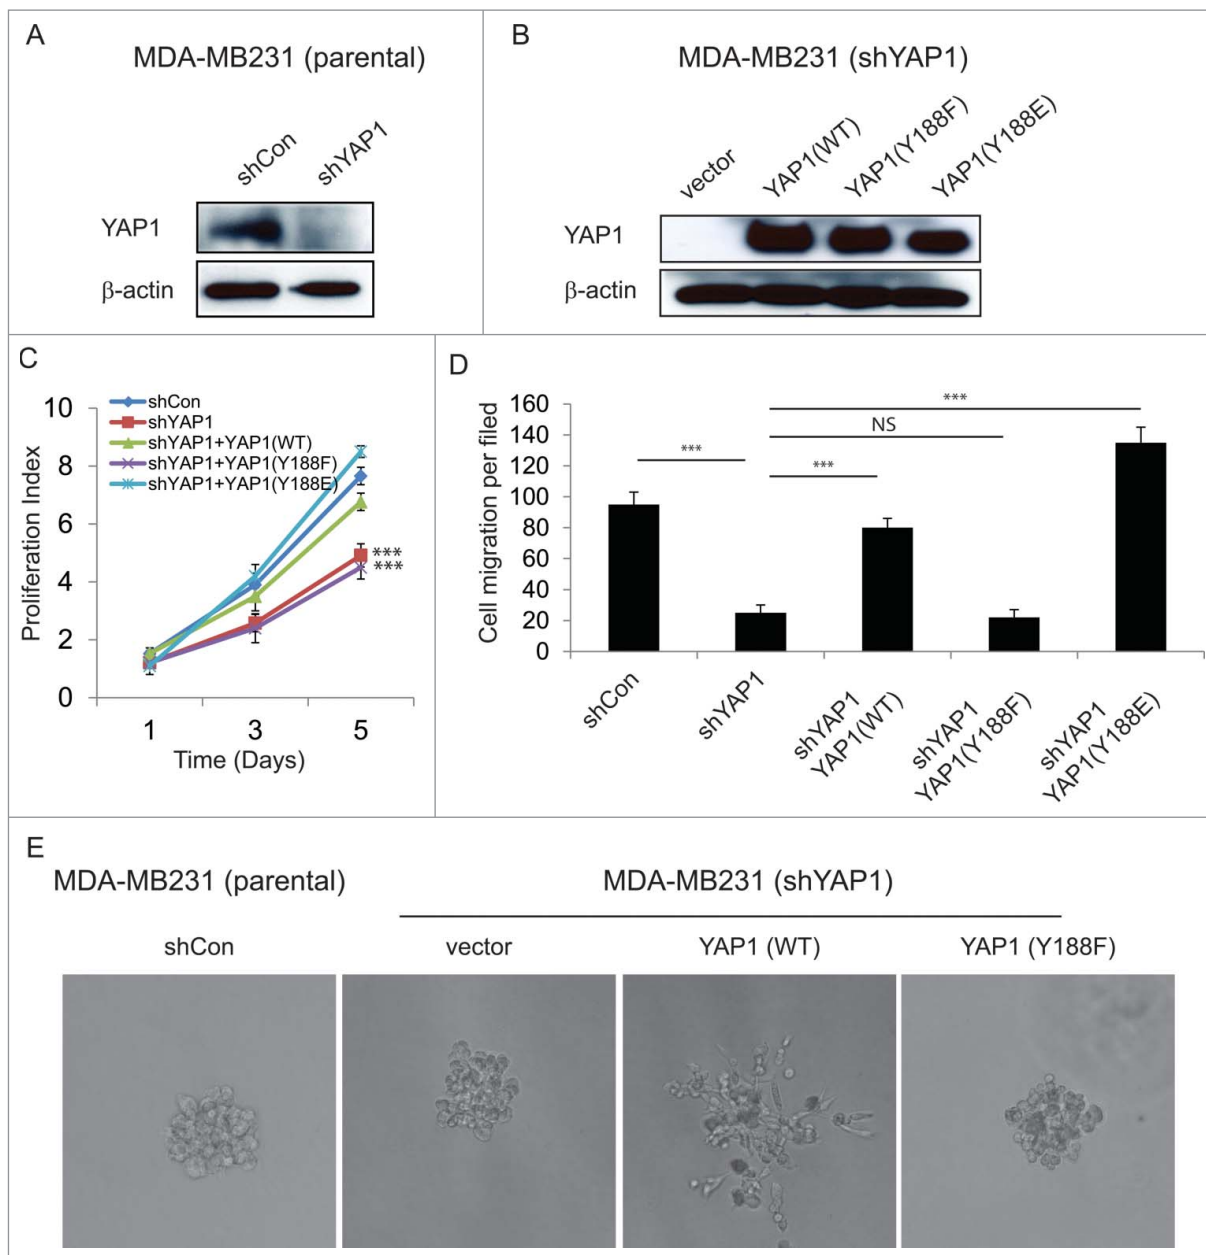 A
MDA-MB231 (parental)
shCon
shYAP1
YAP1
β-actin
B
MDA-MB231 (shYAP1)
vector
YAP1(WT)
YAP1(Y188F)
YAP1(Y188E)
YAP1
β-actin
C
shCon
shYAP1
shYAP1+YAP1(WT)
shYAP1+YAP1(Y188F)
shYAP1+YAP1(Y188E)
Proliferation Index
10
8
6
4
2
0
***
***
1 3 5
Time (Days)
D
Cell migration per filed
160
140
120
100
80
60
40
20
0
***
NS
***
***
shCon
shYAP1
shYAP1
YAP1(WT)
shYAP1
YAP1(Y188F)
shYAP1
YAP1(Y188E)
E
MDA-MB231 (parental)
MDA-MB231 (shYAP1)
shCon
vector
YAP1 (WT)
YAP1 (Y188F)